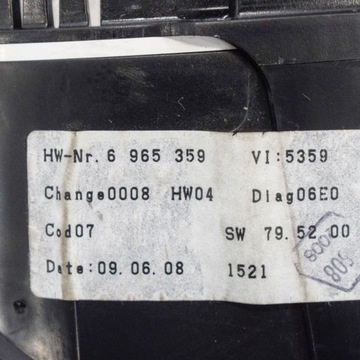 HW-Nr. 6 965 359 VI:5359
Change0008 HW04 Diag06E0
Cod07 SW 79.52.00
Date:09.06.08 1521